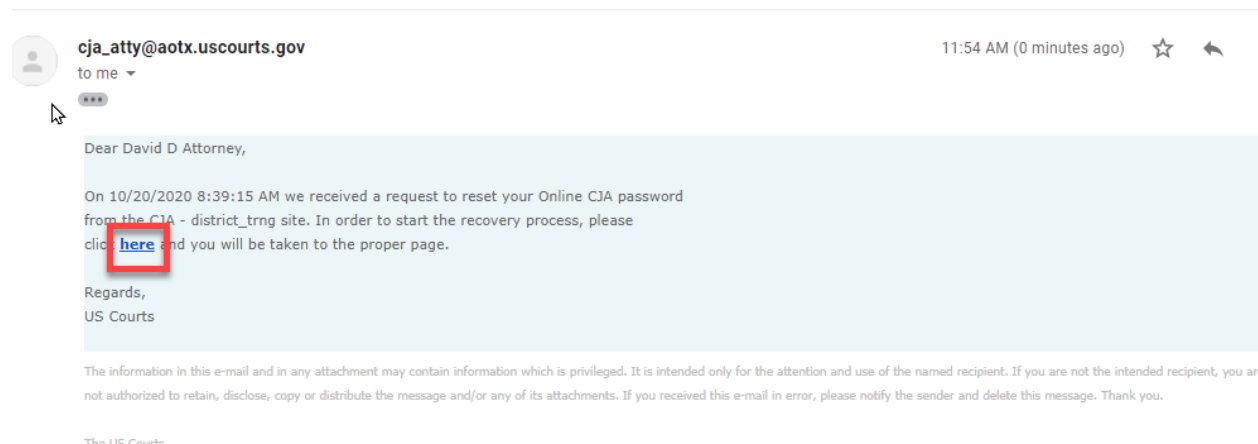 cja_atty@aotx.uscourts.gov 11:54 AM (0 minutes ago)
to me
Dear David D Attorney,
On 10/20/2020 8:39:15 AM we received a request to reset your Online CJA password
from the CJA - district_trng site. In order to start the recovery process, please
click here and you will be taken to the proper page.
Regards,
US Courts
The information in this e-mail and in any attachment may contain information which is privileged. It is intended only for the attention and use of the named recipient. If you are not the intended recipient, you
not authorized to retain, disclose, copy or distribute the message and/or any of its attachments. If you received this e-mail in error, please notify the sender and delete this message. Thank you.
The US Courts